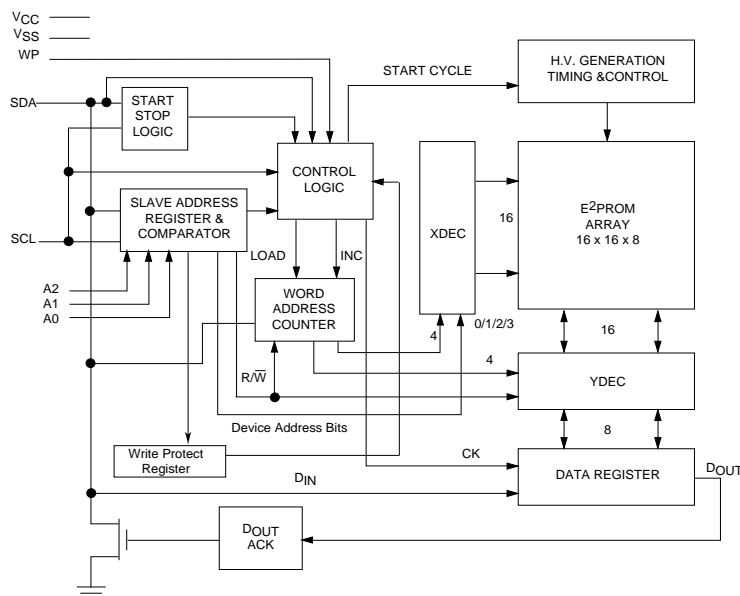 VCC
VSS
WP
START CYCLE
H.V. GENERATION
TIMING &CONTROL
SDA
START
STOP
LOGIC
CONTROL
LOGIC
SLAVE ADDRESS
REGISTER &
COMPARATOR
SCL
XDEC
16
E2PROM
ARRAY
16 x 16 x 8
LOAD
INC
A2
A1
A0
WORD
ADDRESS
COUNTER
4
0/1/2/3
16
R/W
4
YDEC
Device Address Bits
8
Write Protect
Register
CK
DIN
DATA REGISTER
DOUT
DOUT
ACK